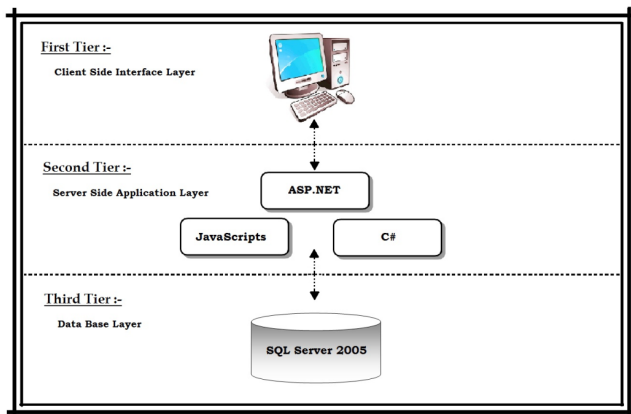 First Tier :-
Client Side Interface Layer
Second Tier :-
Server Side Application Layer
ASP.NET
JavaScripts
C#
Third Tier :-
Data Base Layer
SQL Server 2005